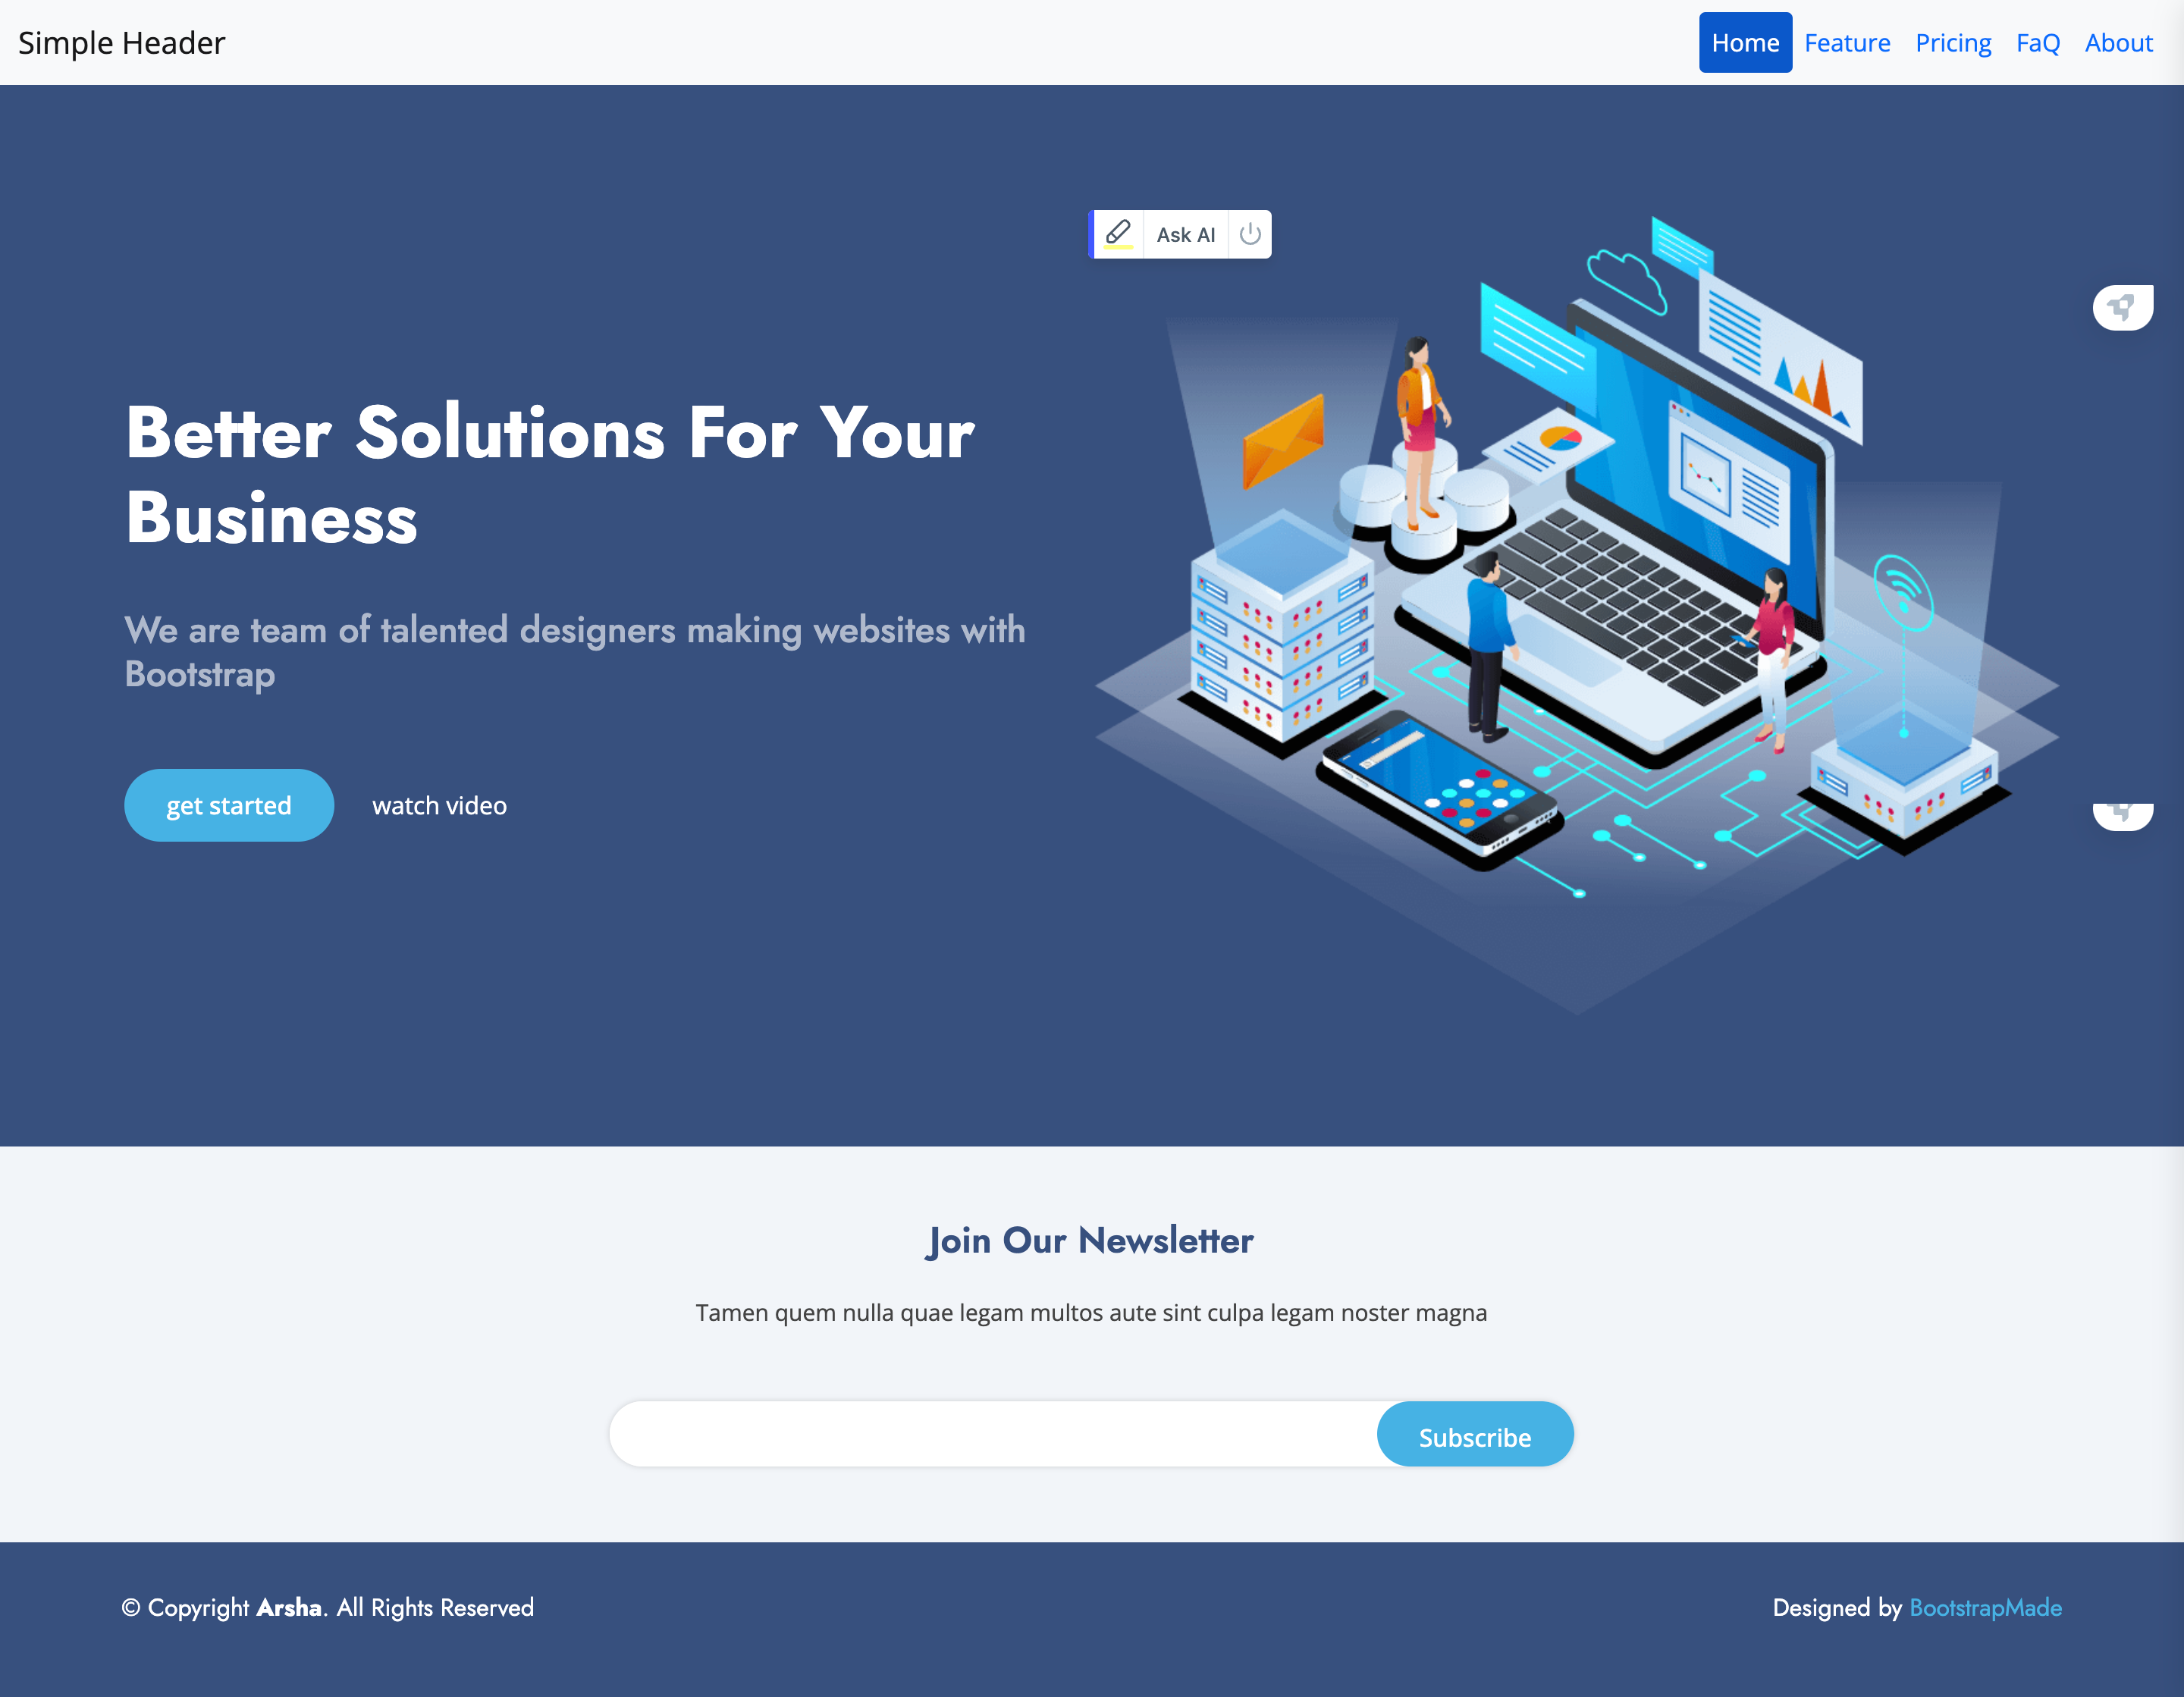 Simple Header
Home Feature Pricing FaQ About
Ask AI
Better Solutions For Your
Business
We are team of talented designers making websites with
Bootstrap
get started watch video
Join Our Newsletter
Tamen quem nulla quae legam multos aute sint culpa legam noster magna
Subscribe
© Copyright Arsha. All Rights Reserved
Designed by BootstrapMade